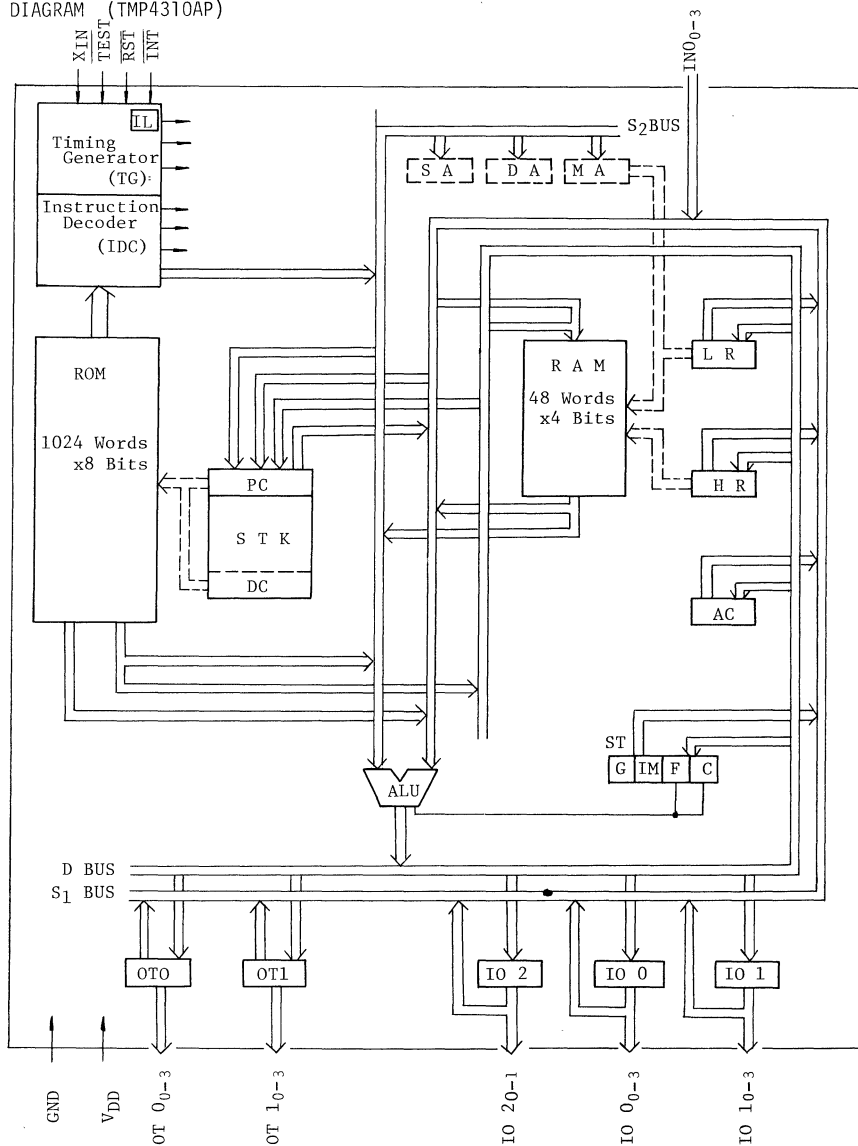 DIAGRAM (TMP4310AP)
XIN
TEST
RST
INT
INO0-3
IL
Timing
Generator
(TG):
Instruction
Decoder
(IDC)
S2BUS
S A
D A
M A
ROM
1024 Words
x8 Bits
R A M
48 Words
x4 Bits
L R
H R
AC
PC
S T K
DC
ST
G IM F C
ALU
D BUS
S1 BUS
OT0
OT1
IO 2
IO 0
IO 1
GND
VDD
OT 00-3
OT 10-3
IO 20-1
IO 00-3
IO 10-3